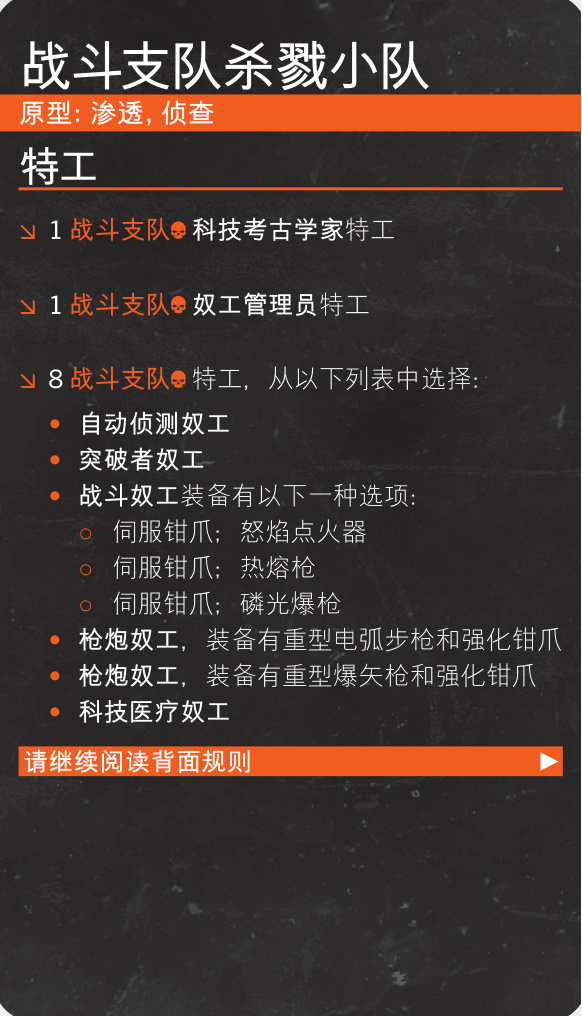 战斗支队杀戮小队
原型: 渗透, 侦查
特工
1 战斗支队 科技考古学家特工
1 战斗支队 奴工管理员特工
8 战斗支队 特工, 从以下列表中选择:
• 自动侦测奴工
• 突破者奴工
• 战斗奴工装备有以下一种选项:
○ 伺服钳爪; 怒焰点火器
○ 伺服钳爪; 热熔枪
○ 伺服钳爪; 磷光爆枪
• 枪炮奴工, 装备有重型电弧步枪和强化钳爪
• 枪炮奴工, 装备有重型爆矢枪和强化钳爪
• 科技医疗奴工
请继续阅读背面规则